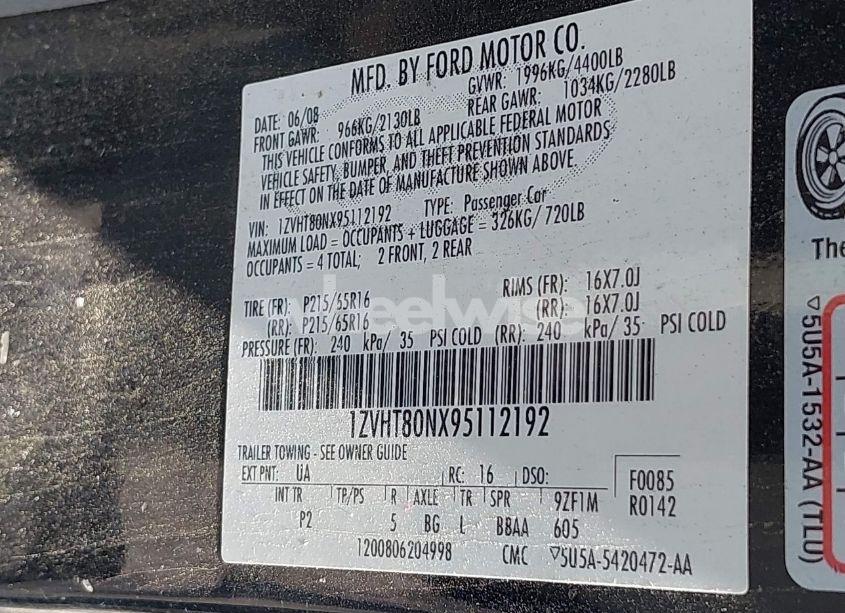 MFD. BY FORD MOTOR CO.
DATE: 06/08 GVWR: 1996KG/4400LB
FRONT GAWR: 966KG/2130LB REAR GAWR: 1034KG/2280LB
THIS VEHICLE CONFORMS TO ALL APPLICABLE FEDERAL MOTOR
VEHICLE SAFETY, BUMPER, AND THEFT PREVENTION STANDARDS
IN EFFECT ON THE DATE OF MANUFACTURE SHOWN ABOVE.
VIN: 1ZVHT80NX95112192 TYPE: Passenger Car
MAXIMUM LOAD = OCCUPANTS + LUGGAGE = 326KG/ 720LB
OCCUPANTS = 4 TOTAL; 2 FRONT, 2 REAR
TIRE (FR): P215/65R16 RIMS (FR): 16X7.0J
(RR): P215/65R16 (RR): 16X7.0J
PRESSURE (FR): 240 kPa/ 35 PSI COLD (RR): 240 kPa/ 35 PSI COLD
wheelwise
1ZVHT80NX95112192
TRAILER TOWING - SEE OWNER GUIDE
EXT PNT: UA RC: 16 DSO: F0085
INT TR TP/PS R AXLE TR SPR 9ZF1M R0142
P2 5 BG L BBAA 605
1200806204998 CMC ▽5U5A-5420472-AA
The
▽5U5A-1532-AA (TLU)